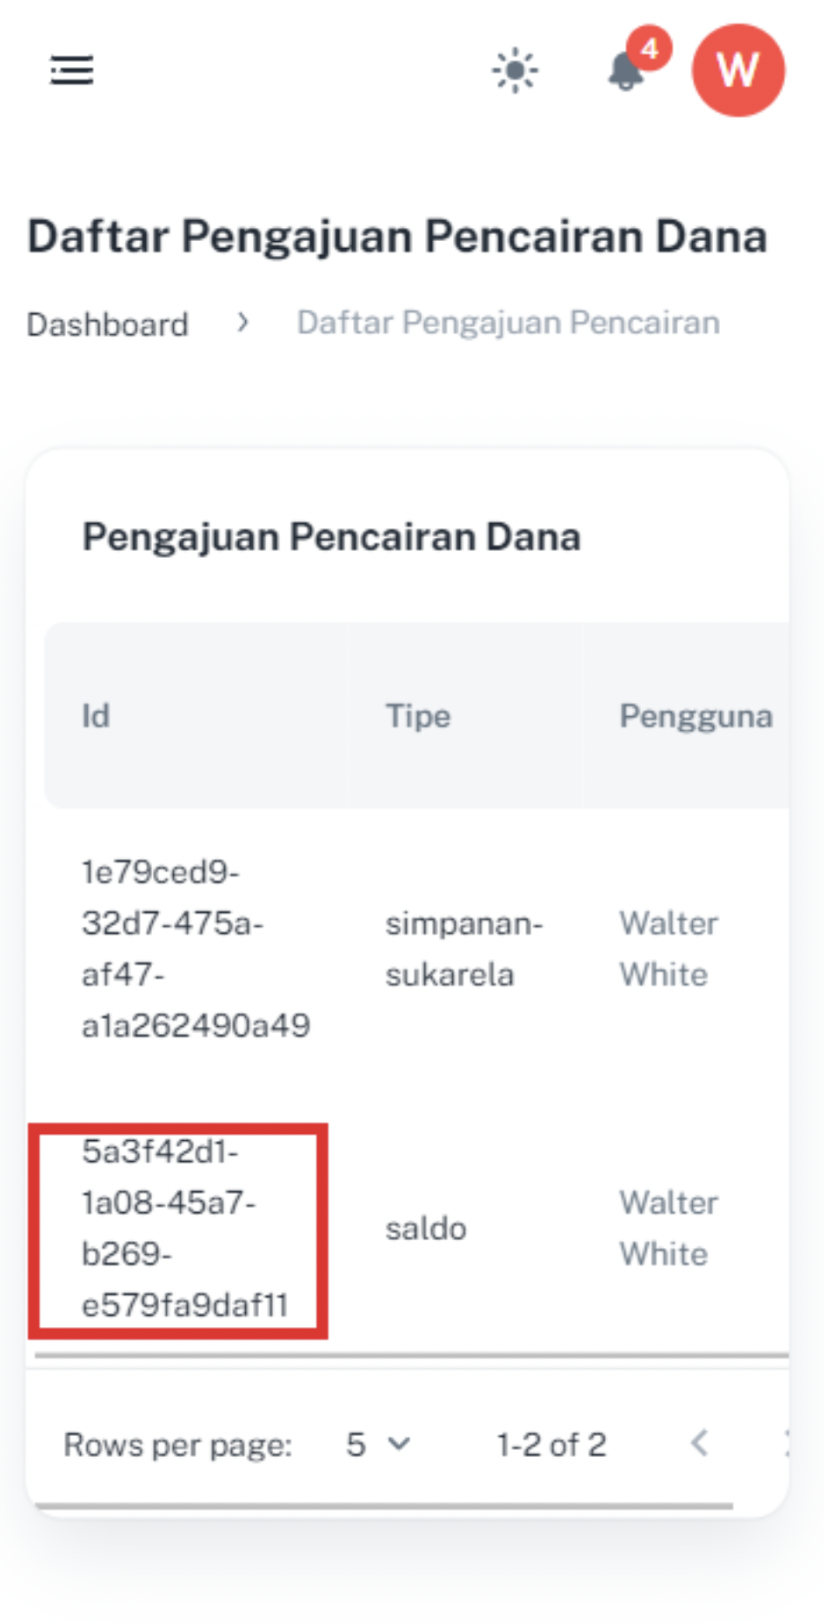 4
W
Daftar Pengajuan Pencairan Dana
Dashboard > Daftar Pengajuan Pencairan
Pengajuan Pencairan Dana
Id Tipe Pengguna
1e79ced9-
32d7-475a-
af47-
a1a262490a49
simpanan-
sukarela
Walter
White
5a3f42d1-
1a08-45a7-
b269-
e579fa9daf11
saldo
Walter
White
Rows per page: 5 1-2 of 2